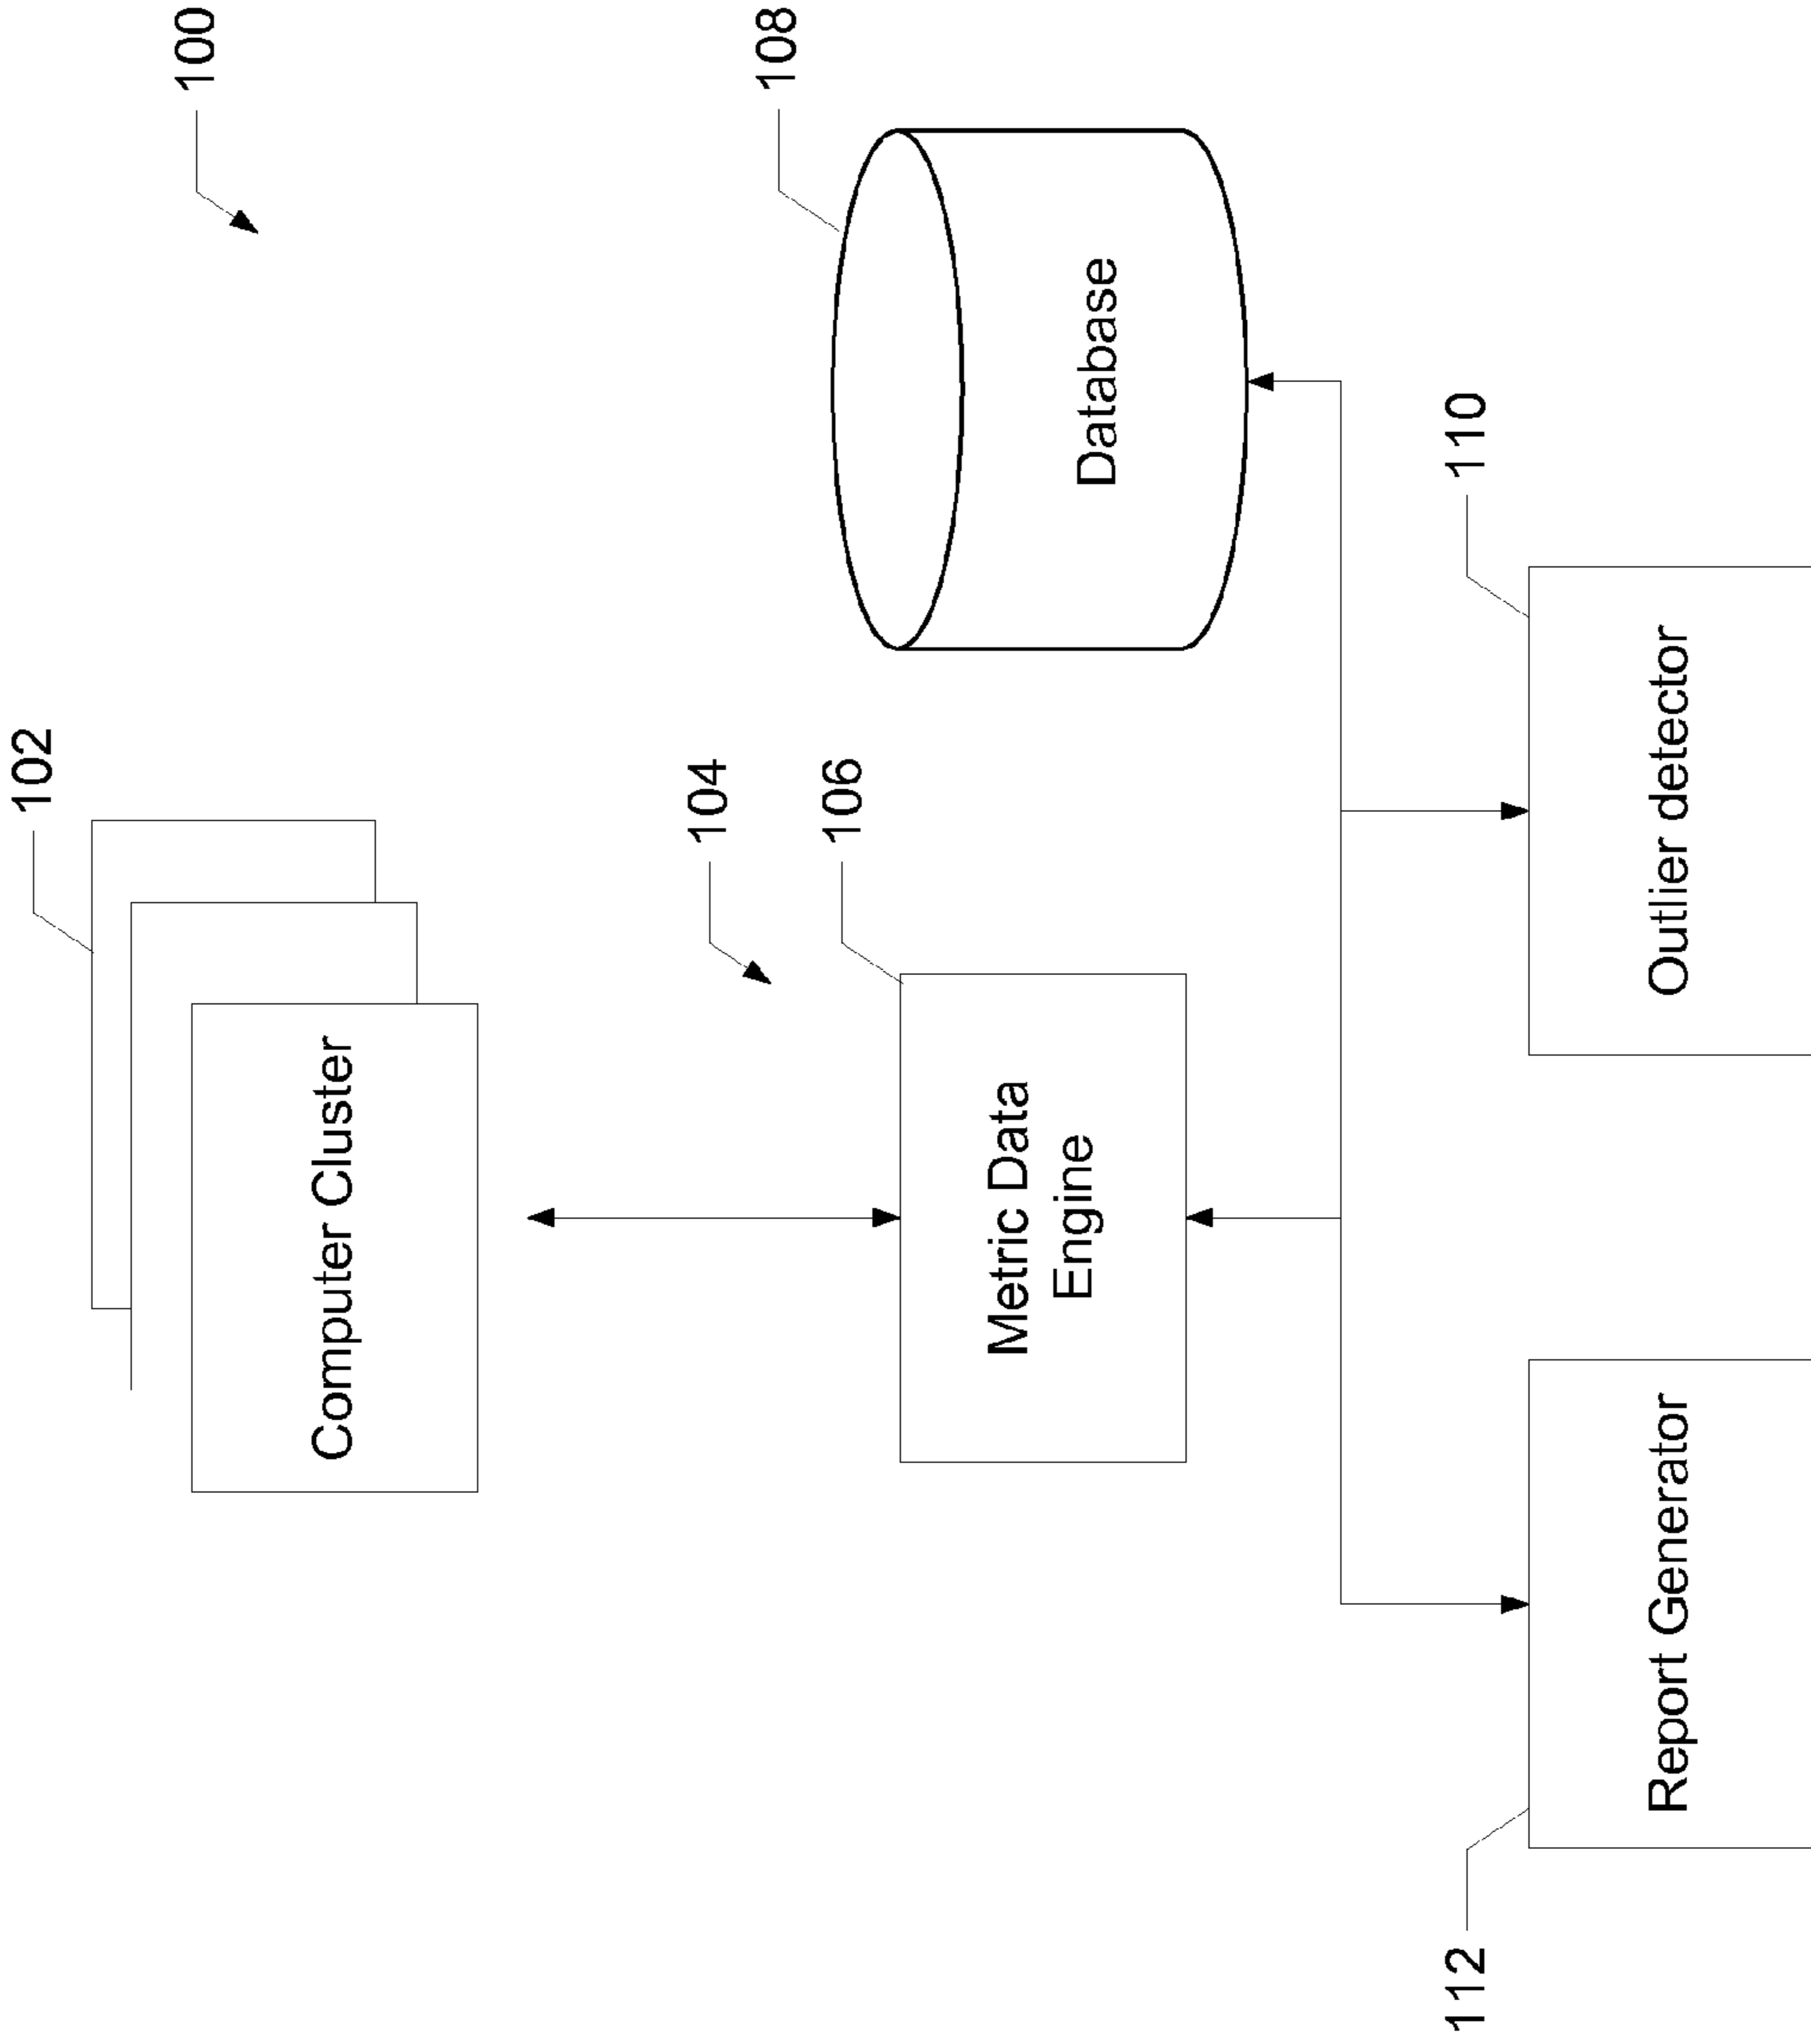 100
102
Computer Cluster
104
106
108
Metric Data
Engine
Database
112
110
Report Generator
Outlier detector